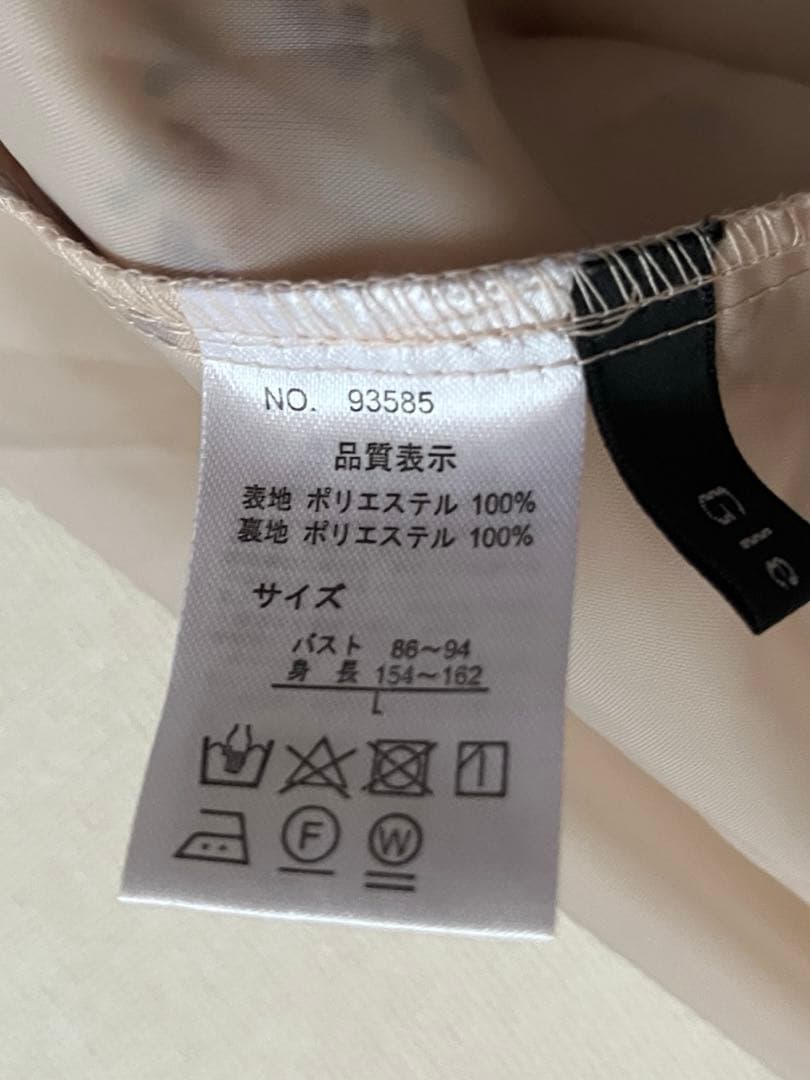 NO. 93585
品質表示
表地 ポリエステル 100%
裏地 ポリエステル 100%
サイズ
バスト 86～94
身 長 154～162
L
F W